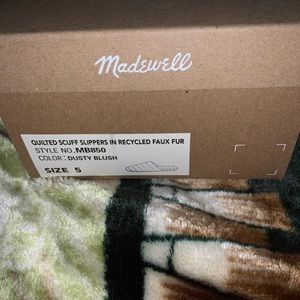 Madewell
QUILTED SCUFF SLIPPERS IN RECYCLED FAUX FUR
STYLE NO.MB850
COLOR : DUSTY BLUSH
SIZE 5